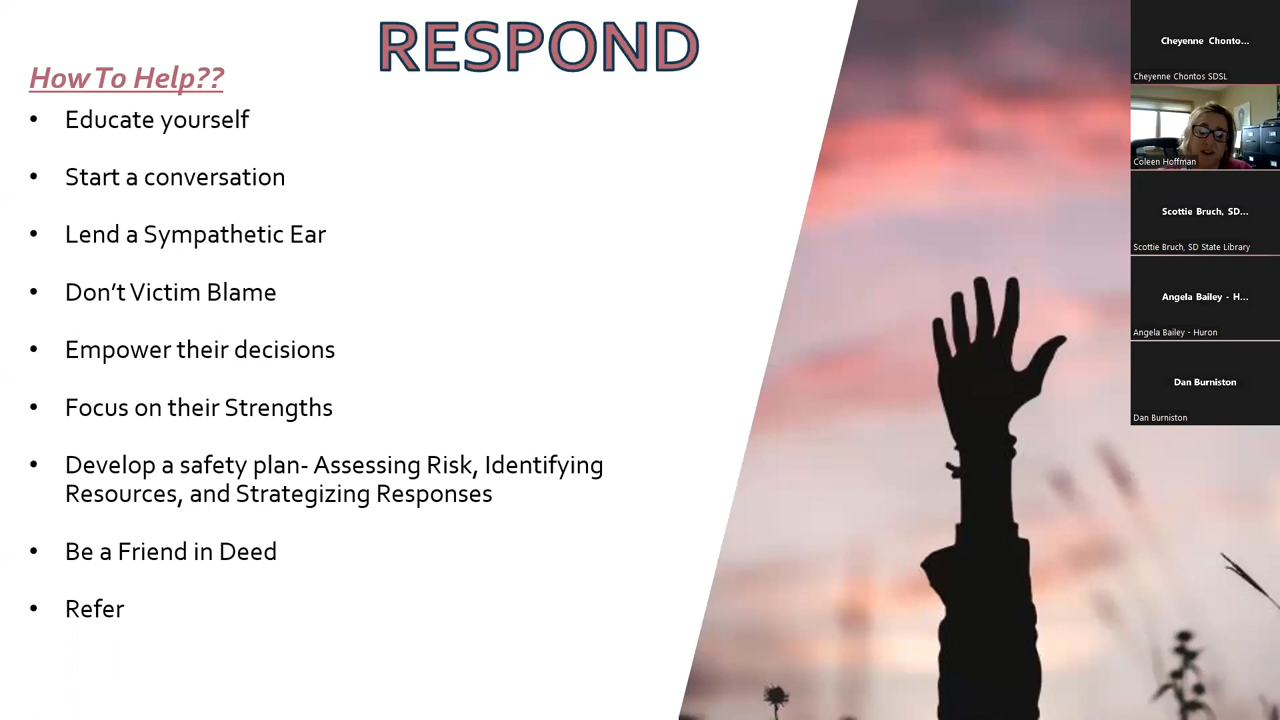 RESPOND
How To Help??
• Educate yourself
• Start a conversation
• Lend a Sympathetic Ear
• Don't Victim Blame
• Empower their decisions
• Focus on their Strengths
• Develop a safety plan- Assessing Risk, Identifying
Resources, and Strategizing Responses
• Be a Friend in Deed
• Refer
Cheyenne Chonto...
Cheyenne Chontos SDSL
Coleen Hoffman
Scottie Bruch, SD...
Scottie Bruch, SD State Library
Angela Bailey - H...
Angela Bailey - Huron
Dan Burniston
Dan Burniston